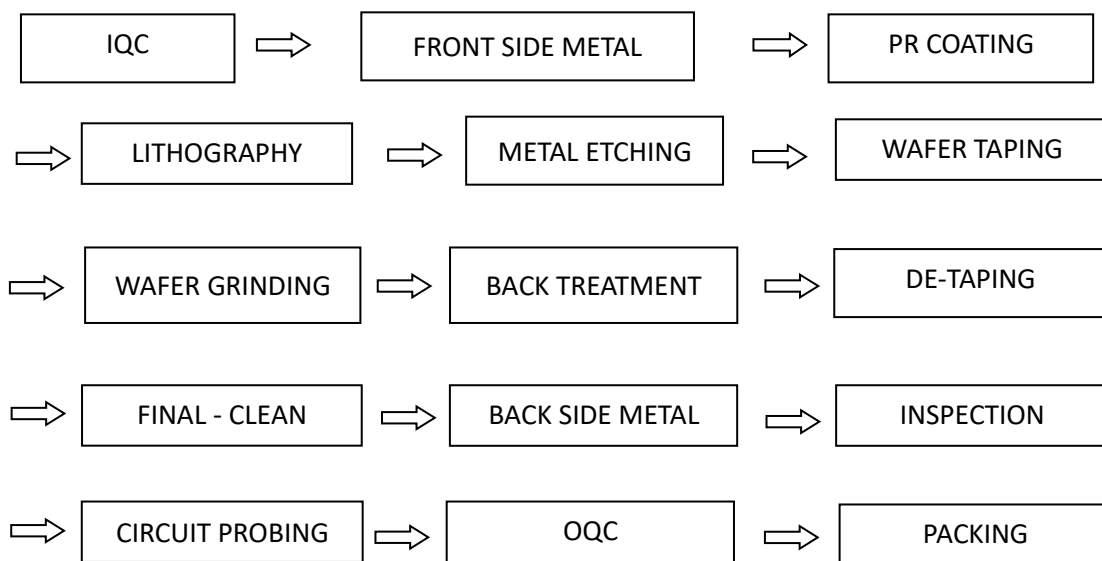 IQC
FRONT SIDE METAL
PR COATING
LITHOGRAPHY
METAL ETCHING
WAFER TAPING
WAFER GRINDING
BACK TREATMENT
DE-TAPING
FINAL - CLEAN
BACK SIDE METAL
INSPECTION
CIRCUIT PROBING
OQC
PACKING